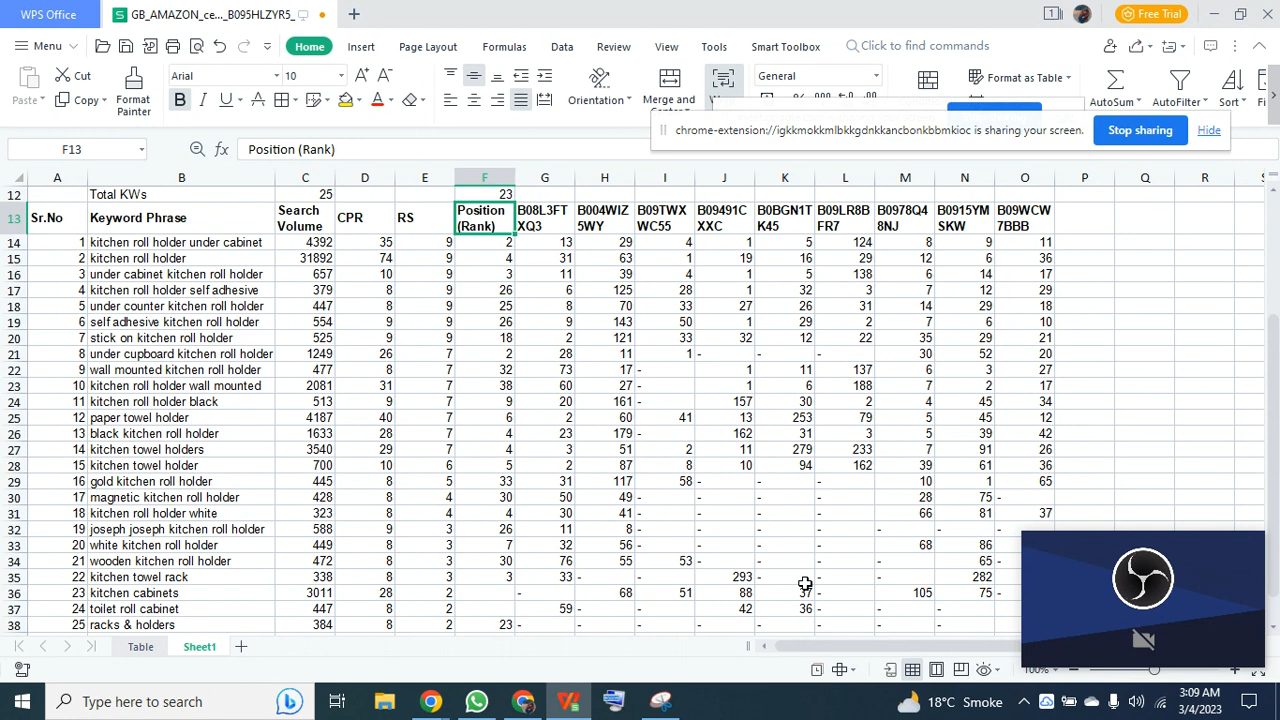 WPS Office GB_AMAZON_ce..._B095HLZYR5_ Free Trial
Menu Home Insert Page Layout Formulas Data Review View Tools Smart Toolbox Click to find commands
Cut Arial 10 General Format as Table
Paste Copy Format Painter Orientation Merge and AutoSum AutoFilter Sort
chrome-extension://igkkmokkmlbkkgdnkkancbonkbbmkioc is sharing your screen. Stop sharing Hide
F13 fx Position (Rank)
A B C D E F G H I J K L M N O P Q R
12 Total KWs 25 23
13 Sr.No Keyword Phrase Search Volume CPR RS Position (Rank) B08L3FTXQ3 B004WIZ5WY B09TWXWC55 B09491CXXC B0BGN1TK45 B09LR8BFR7 B0978Q48NJ B0915YMSKW B09WCW7BBB
14 1 kitchen roll holder under cabinet 4392 35 9 2 13 29 4 1 5 124 8 9 11
15 2 kitchen roll holder 31892 74 9 4 31 63 1 19 16 29 12 6 36
16 3 under cabinet kitchen roll holder 657 10 9 3 11 39 4 1 5 138 6 14 17
17 4 kitchen roll holder self adhesive 379 8 9 26 6 125 28 1 32 3 7 12 29
18 5 under counter kitchen roll holder 447 8 9 25 8 70 33 27 26 31 14 29 18
19 6 self adhesive kitchen roll holder 554 9 9 26 9 143 50 1 29 2 7 6 10
20 7 stick on kitchen roll holder 525 9 9 18 2 121 33 32 12 22 35 29 21
21 8 under cupboard kitchen roll holder 1249 26 7 2 28 11 1 - - - 30 52 20
22 9 wall mounted kitchen roll holder 477 8 7 32 73 17 - 1 11 137 6 3 27
23 10 kitchen roll holder wall mounted 2081 31 7 38 60 27 - 1 6 188 7 2 17
24 11 kitchen roll holder black 513 9 7 9 20 161 - 157 30 2 4 45 34
25 12 paper towel holder 4187 40 7 6 2 60 41 13 253 79 5 45 12
26 13 black kitchen roll holder 1633 28 7 4 23 179 - 162 31 3 5 39 42
27 14 kitchen towel holders 3540 29 7 4 3 51 2 11 279 233 7 91 26
28 15 kitchen towel holder 700 10 6 5 2 87 8 10 94 162 39 61 36
29 16 gold kitchen roll holder 445 8 5 33 31 117 58 - - - 10 1 65
30 17 magnetic kitchen roll holder 428 8 4 30 50 49 - - - - 28 75 -
31 18 kitchen roll holder white 323 8 4 4 30 41 - - - - 66 81 37
32 19 joseph joseph kitchen roll holder 588 9 3 26 11 8 - - - - - - -
33 20 white kitchen roll holder 449 8 3 7 32 56 - - - - 68 86
34 21 wooden kitchen roll holder 472 8 3 30 76 55 53 - - - - 65
35 22 kitchen towel rack 338 8 3 3 33 - - 293 - - - 282
36 23 kitchen cabinets 3011 28 2 - 68 51 88 37 - 105 75 -
37 24 toilet roll cabinet 447 8 2 59 - - 42 36 - - -
38 25 racks & holders 384 8 2 23 - - - - - - - -
Table Sheet1
100%
Type here to search 18°C Smoke 3:09 AM
3/4/2023